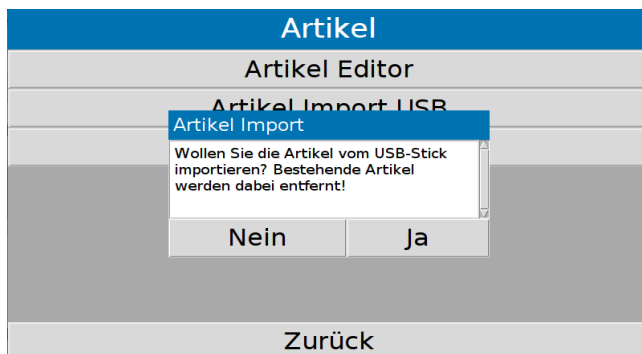 Artikel
Artikel Editor
Artikel Import USB
Artikel Import
Wollen Sie die Artikel vom USB-Stick
importieren? Bestehende Artikel
werden dabei entfernt!
Nein
Ja
Zurück